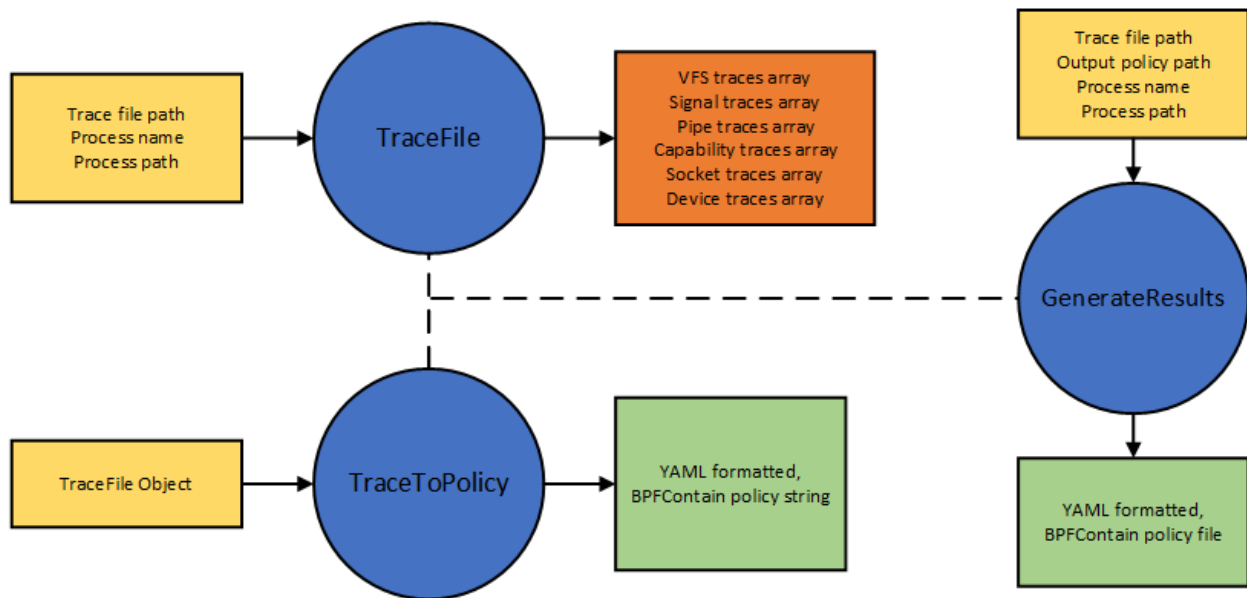 Trace file path
Process name
Process path
TraceFile
VFS traces array
Signal traces array
Pipe traces array
Capability traces array
Socket traces array
Device traces array
Trace file path
Output policy path
Process name
Process path
GenerateResults
TraceFile Object
TraceToPolicy
YAML formatted,
BPFContain policy string
YAML formatted,
BPFContain policy file